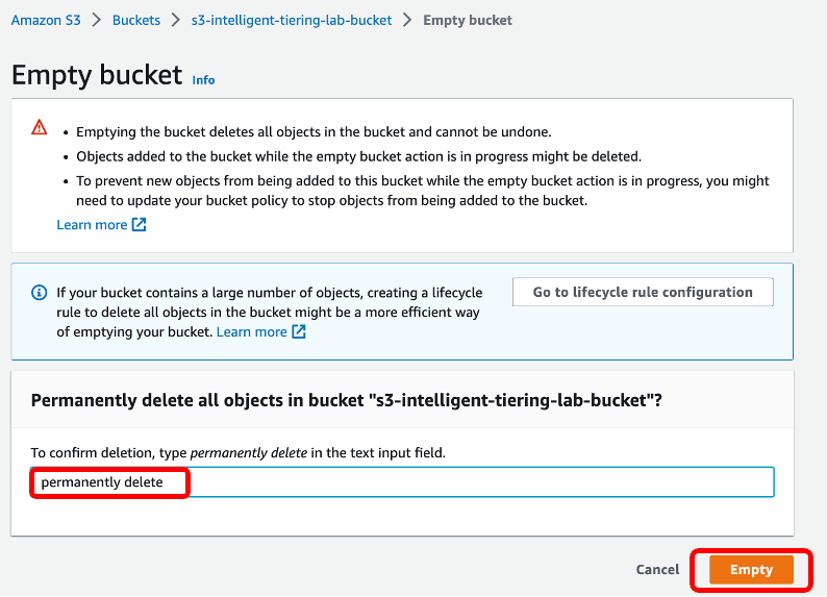 Amazon S3 > Buckets > s3-intelligent-tiering-lab-bucket > Empty bucket
Empty bucket Info
• Emptying the bucket deletes all objects in the bucket and cannot be undone.
• Objects added to the bucket while the empty bucket action is in progress might be deleted.
• To prevent new objects from being added to this bucket while the empty bucket action is in progress, you might
need to update your bucket policy to stop objects from being added to the bucket.
Learn more
If your bucket contains a large number of objects, creating a lifecycle
rule to delete all objects in the bucket might be a more efficient way
of emptying your bucket. Learn more
Go to lifecycle rule configuration
Permanently delete all objects in bucket "s3-intelligent-tiering-lab-bucket"?
To confirm deletion, type permanently delete in the text input field.
permanently delete
Cancel Empty